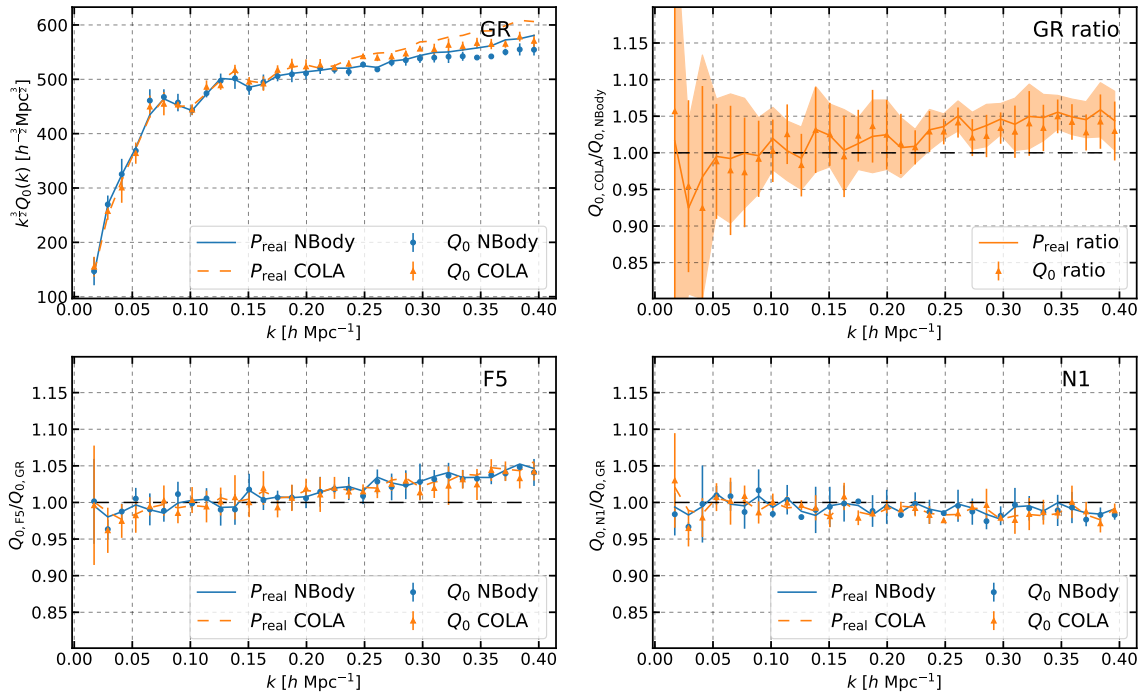 600
500
400
300
200
100
k^{3/2}Q_0(k) [h^{-3/2}Mpc^{3/2}]
GR
P_real NBody
P_real COLA
Q_0 NBody
Q_0 COLA
0.00 0.05 0.10 0.15 0.20 0.25 0.30 0.35 0.40
k [h Mpc⁻¹]
1.15
1.10
1.05
1.00
0.95
0.90
0.85
Q_{0,COLA}/Q_{0,NBody}
GR ratio
P_real ratio
Q_0 ratio
0.00 0.05 0.10 0.15 0.20 0.25 0.30 0.35 0.40
k [h Mpc⁻¹]
1.15
1.10
1.05
1.00
0.95
0.90
0.85
Q_{0,F5}/Q_{0,GR}
F5
P_real NBody
P_real COLA
Q_0 NBody
Q_0 COLA
0.00 0.05 0.10 0.15 0.20 0.25 0.30 0.35 0.40
k [h Mpc⁻¹]
1.15
1.10
1.05
1.00
0.95
0.90
0.85
Q_{0,N1}/Q_{0,GR}
N1
P_real NBody
P_real COLA
Q_0 NBody
Q_0 COLA
0.00 0.05 0.10 0.15 0.20 0.25 0.30 0.35 0.40
k [h Mpc⁻¹]